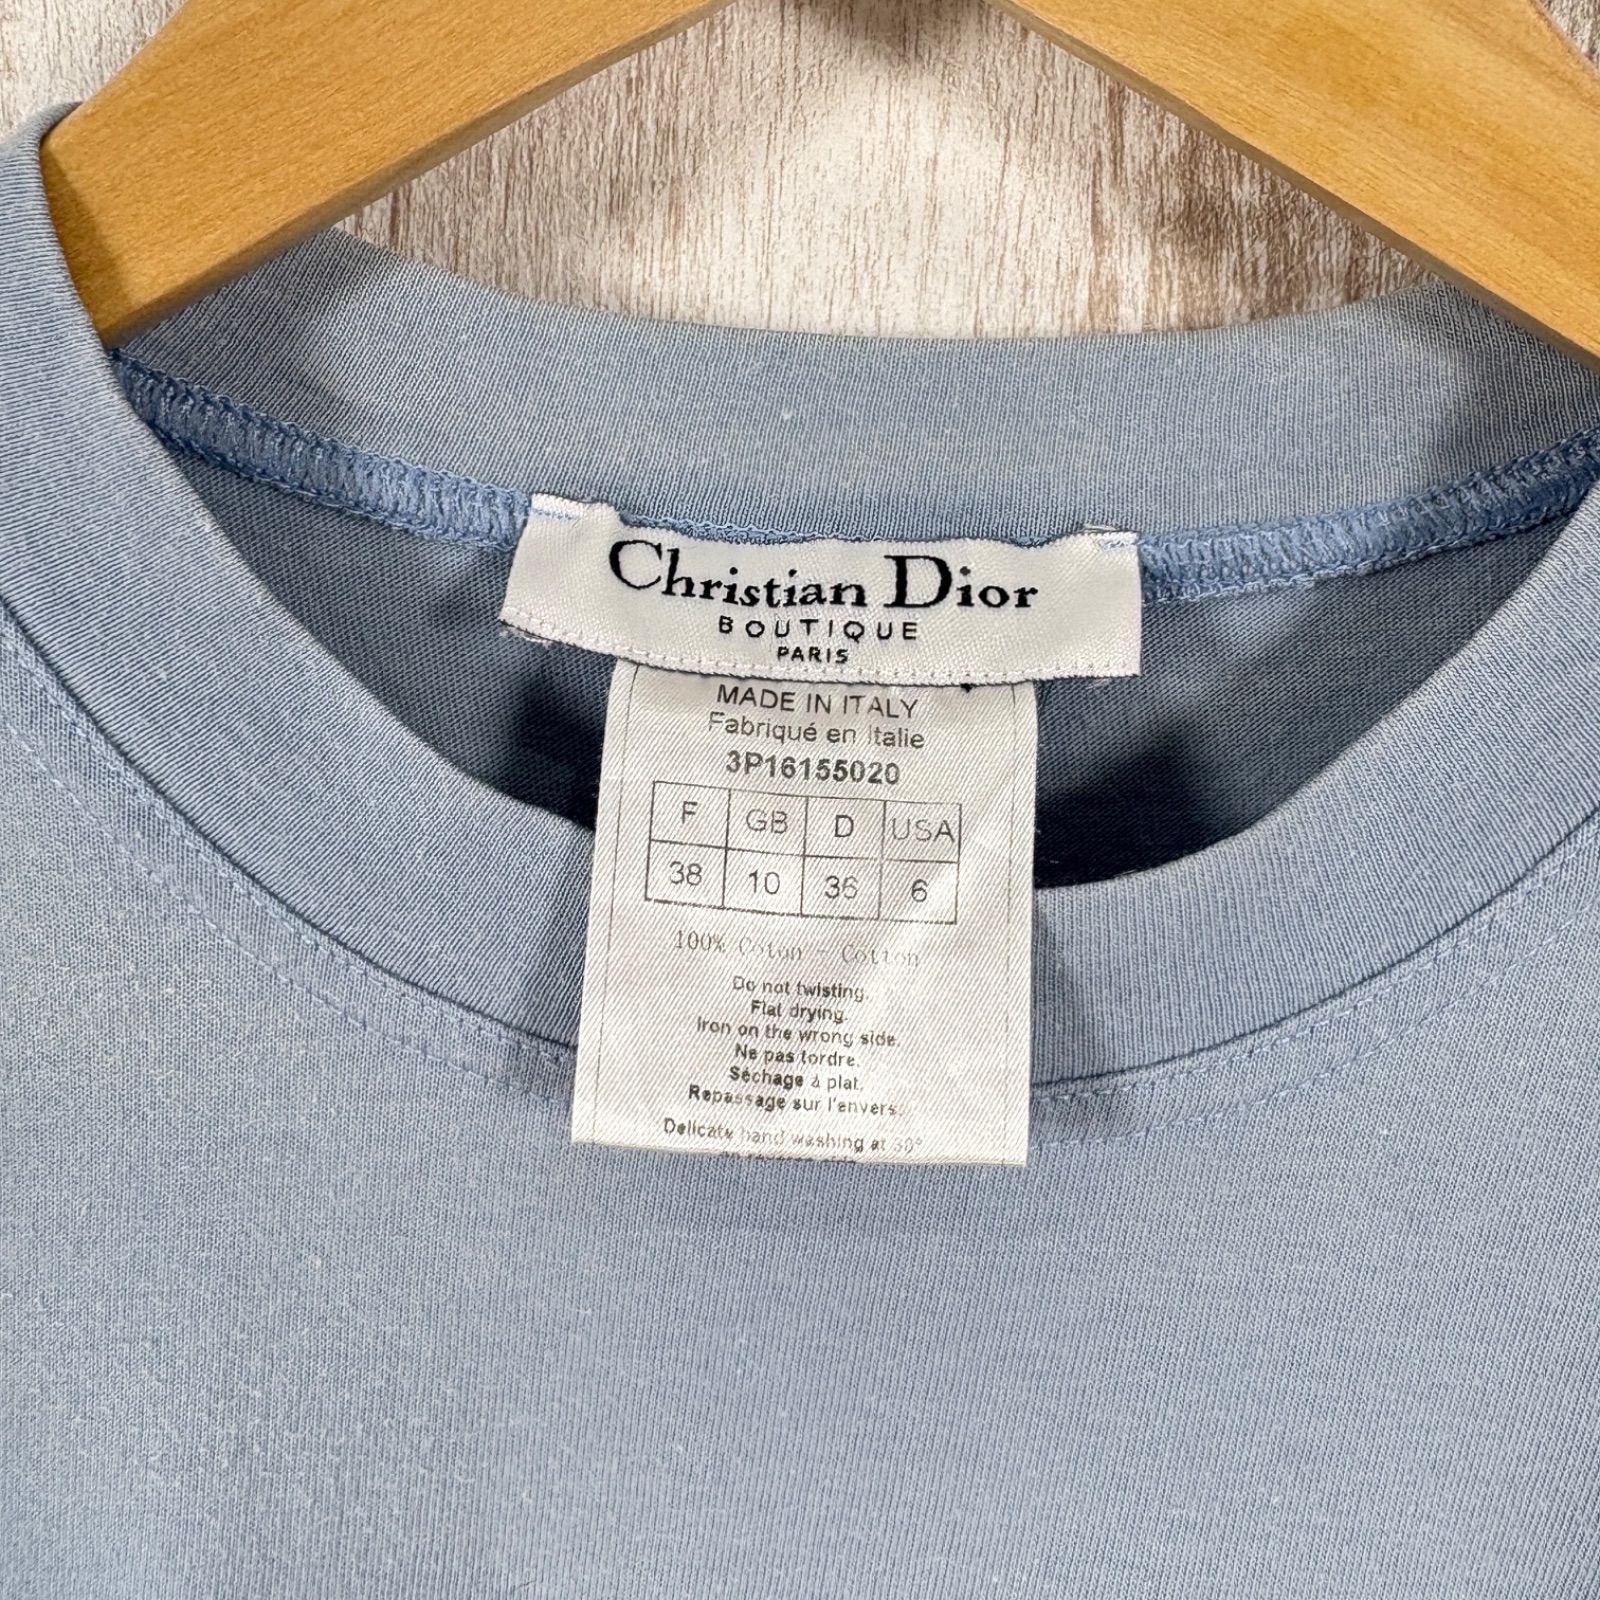 Christian Dior
BOUTIQUE
PARIS
MADE IN ITALY
Fabriqué en Italie
3P16155020
F GB D USA
38 10 36 6
100% Coton - Cotton
Do not twisting.
Flat drying.
Iron on the wrong side.
Ne pas tordre.
Séchage à plat.
Repassage sur l'envers.
Delicate hand washing at 30°